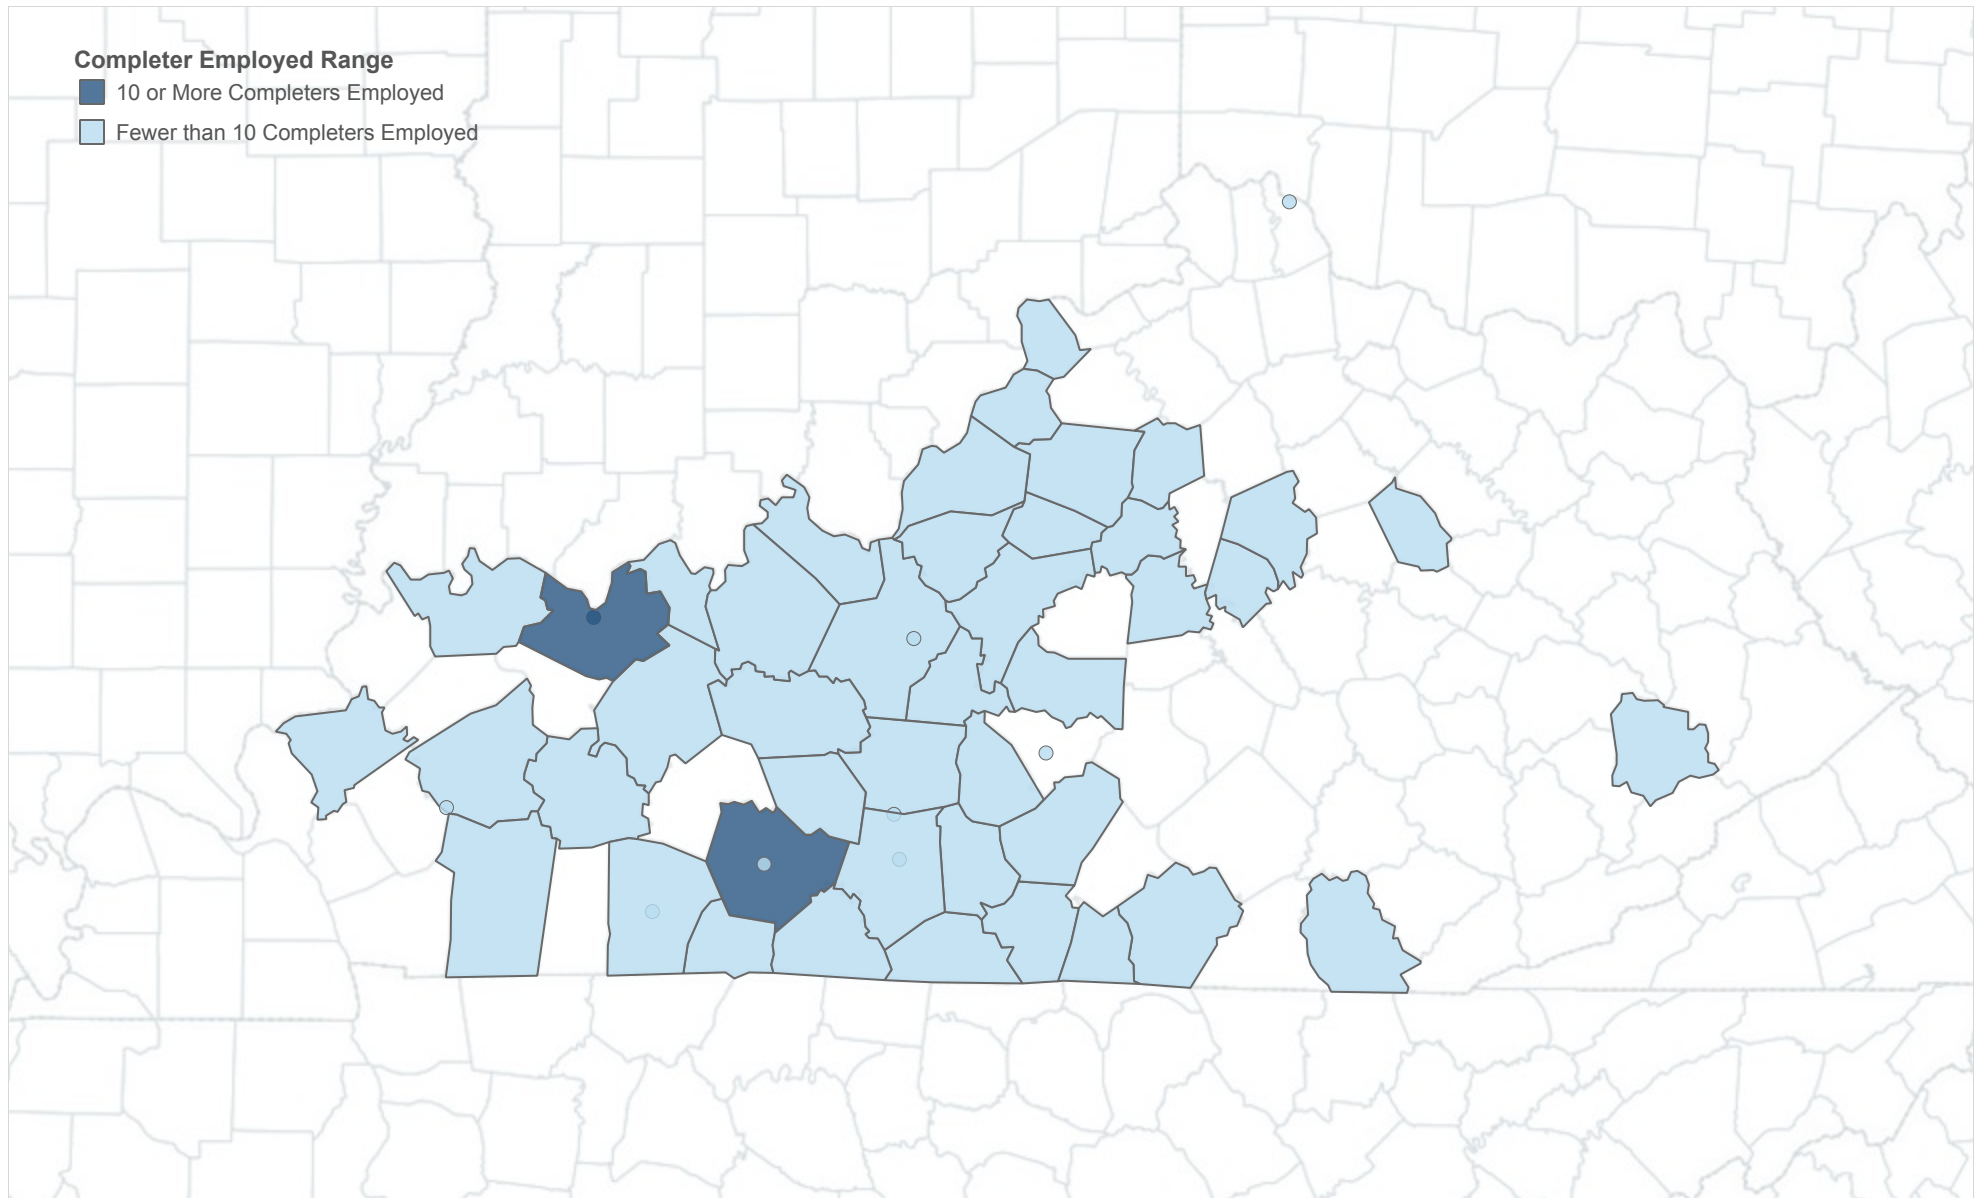 Completer Employed Range
10 or More Completers Employed
Fewer than 10 Completers Employed